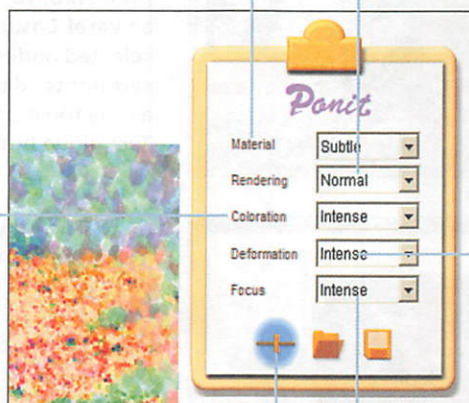 Ponit
Material Subtle
Rendering Normal
Coloration Intense
Deformation Intense
Focus Intense